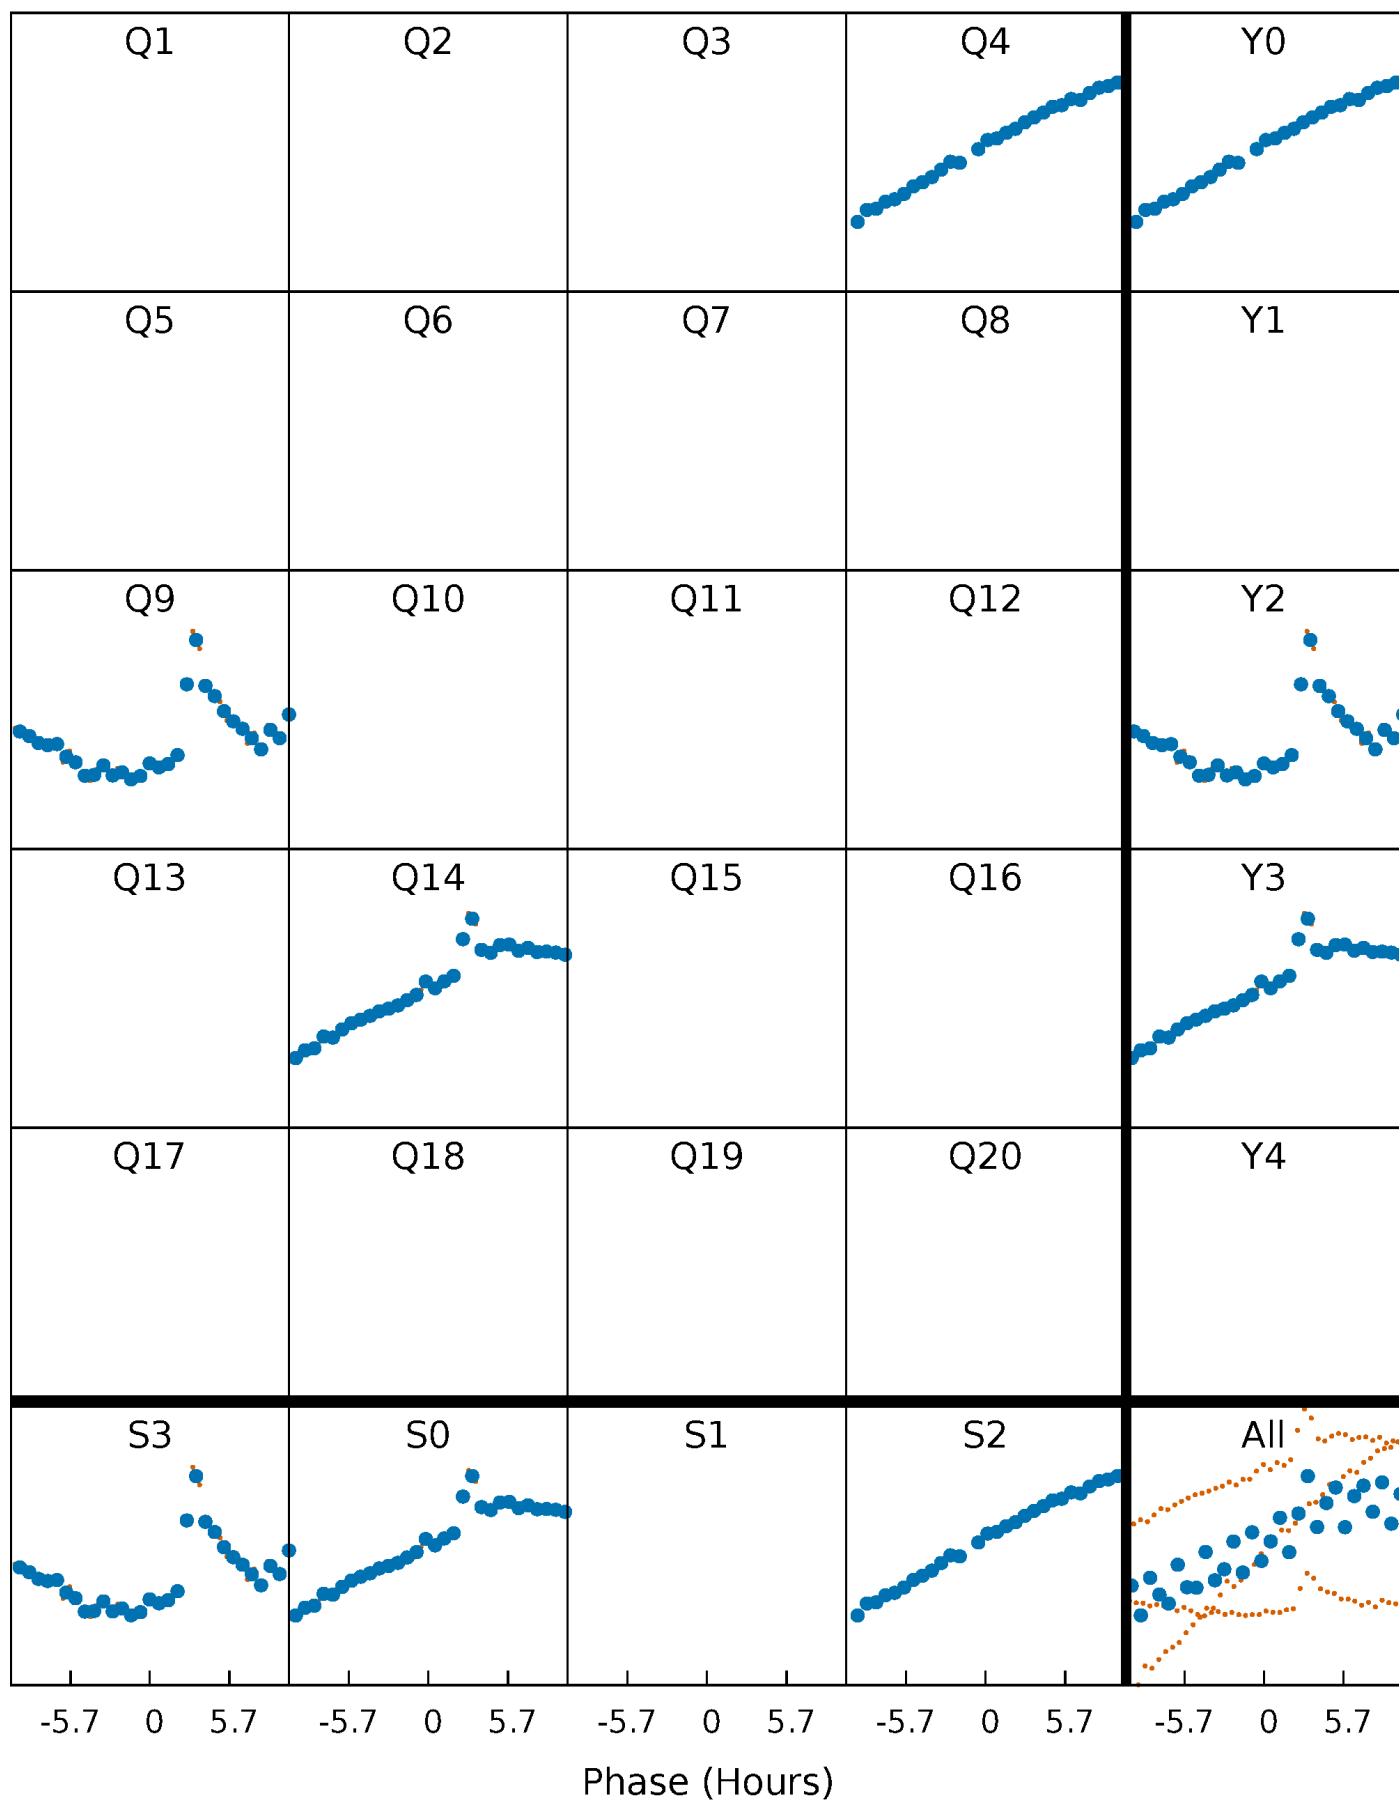 Q1 Q2 Q3 Q4 Y0
Q5 Q6 Q7 Q8 Y1
Q9 Q10 Q11 Q12 Y2
Q13 Q14 Q15 Q16 Y3
Q17 Q18 Q19 Q20 Y4
S3 S0 S1 S2 All
-5.7 0 5.7 -5.7 0 5.7 -5.7 0 5.7 -5.7 0 5.7 -5.7 0 5.7
Phase (Hours)